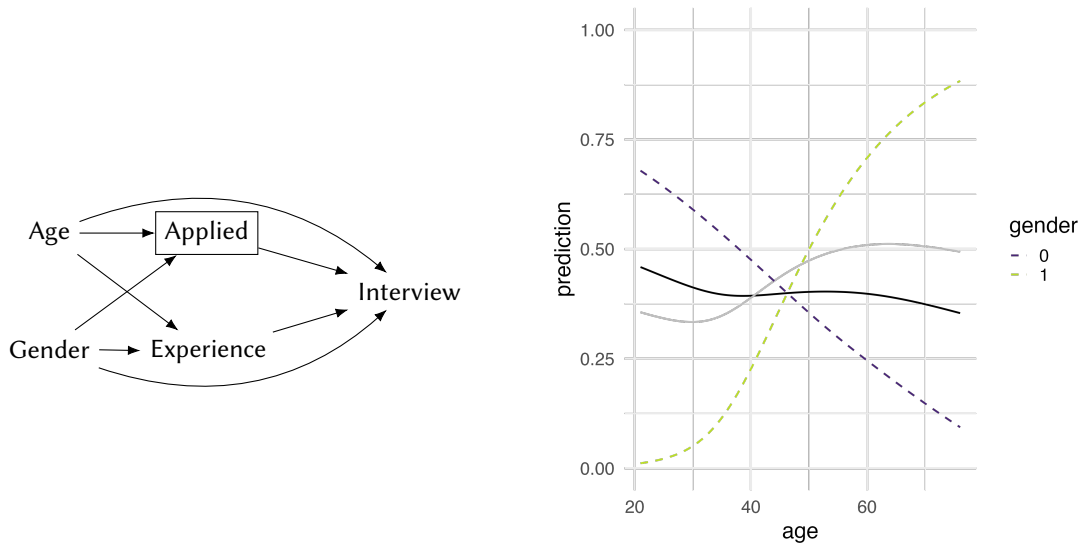 Age
Applied
Interview
Gender
Experience
prediction
1.00
0.75
0.50
0.25
0.00
20
40
60
age
gender
0
1